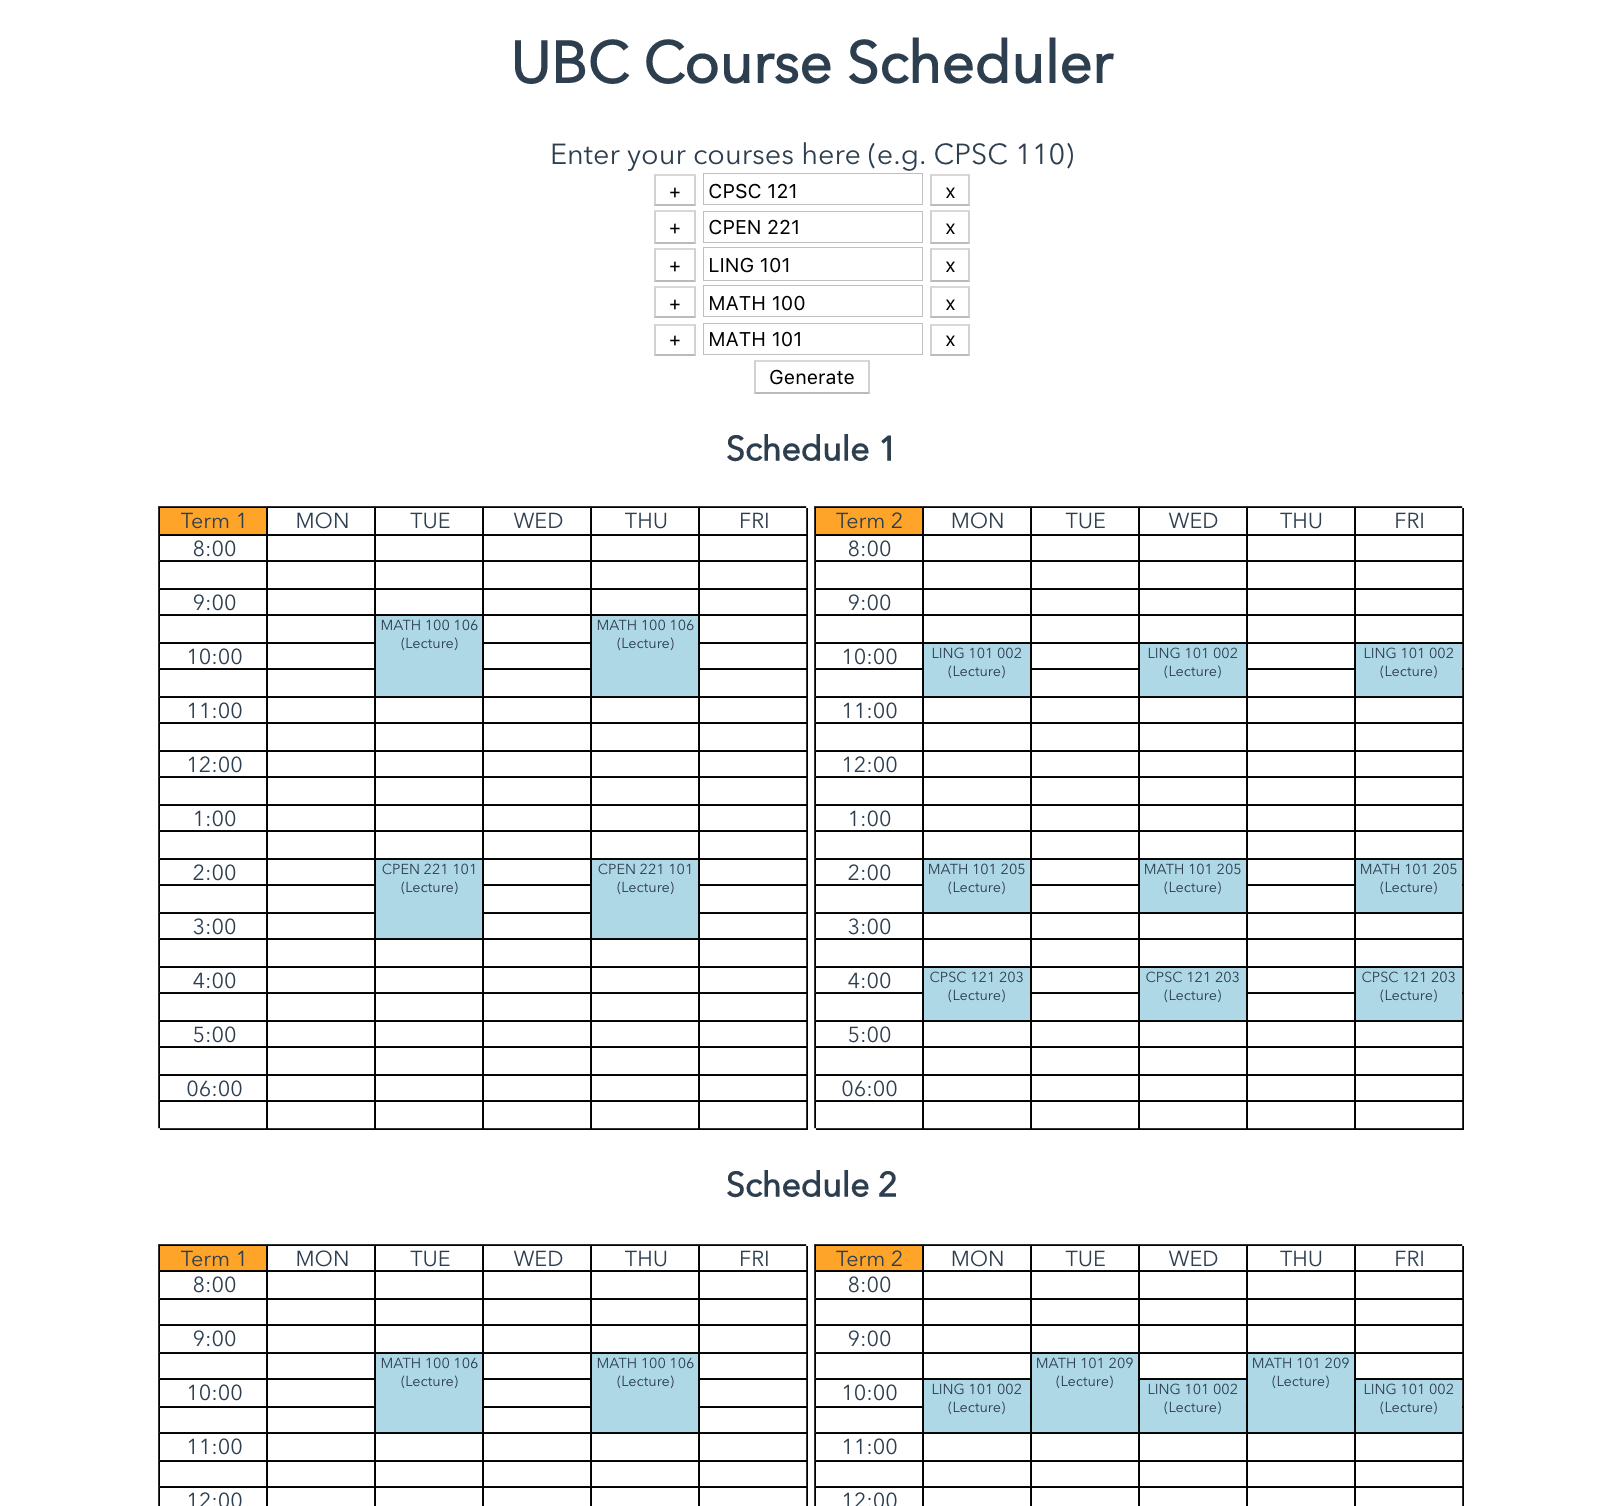 UBC Course Scheduler
Enter your courses here (e.g. CPSC 110)
+ CPSC 121 x
+ CPEN 221 x
+ LING 101 x
+ MATH 100 x
+ MATH 101 x
Generate
Schedule 1
Term 1 MON TUE WED THU FRI
8:00
9:00
MATH 100 106 MATH 100 106
(Lecture) (Lecture)
10:00
11:00
12:00
1:00
2:00
CPEN 221 101 CPEN 221 101
(Lecture) (Lecture)
3:00
4:00
5:00
06:00
Term 2 MON TUE WED THU FRI
8:00
9:00
10:00
LING 101 002 LING 101 002 LING 101 002
(Lecture) (Lecture) (Lecture)
11:00
12:00
1:00
2:00
MATH 101 205 MATH 101 205 MATH 101 205
(Lecture) (Lecture) (Lecture)
3:00
4:00
CPSC 121 203 CPSC 121 203 CPSC 121 203
(Lecture) (Lecture) (Lecture)
5:00
06:00
Schedule 2
Term 1 MON TUE WED THU FRI
8:00
9:00
MATH 100 106 MATH 100 106
(Lecture) (Lecture)
10:00
11:00
12:00
Term 2 MON TUE WED THU FRI
8:00
9:00
MATH 101 209 MATH 101 209
(Lecture) (Lecture)
10:00
LING 101 002 LING 101 002 LING 101 002
(Lecture) (Lecture) (Lecture)
11:00
12:00